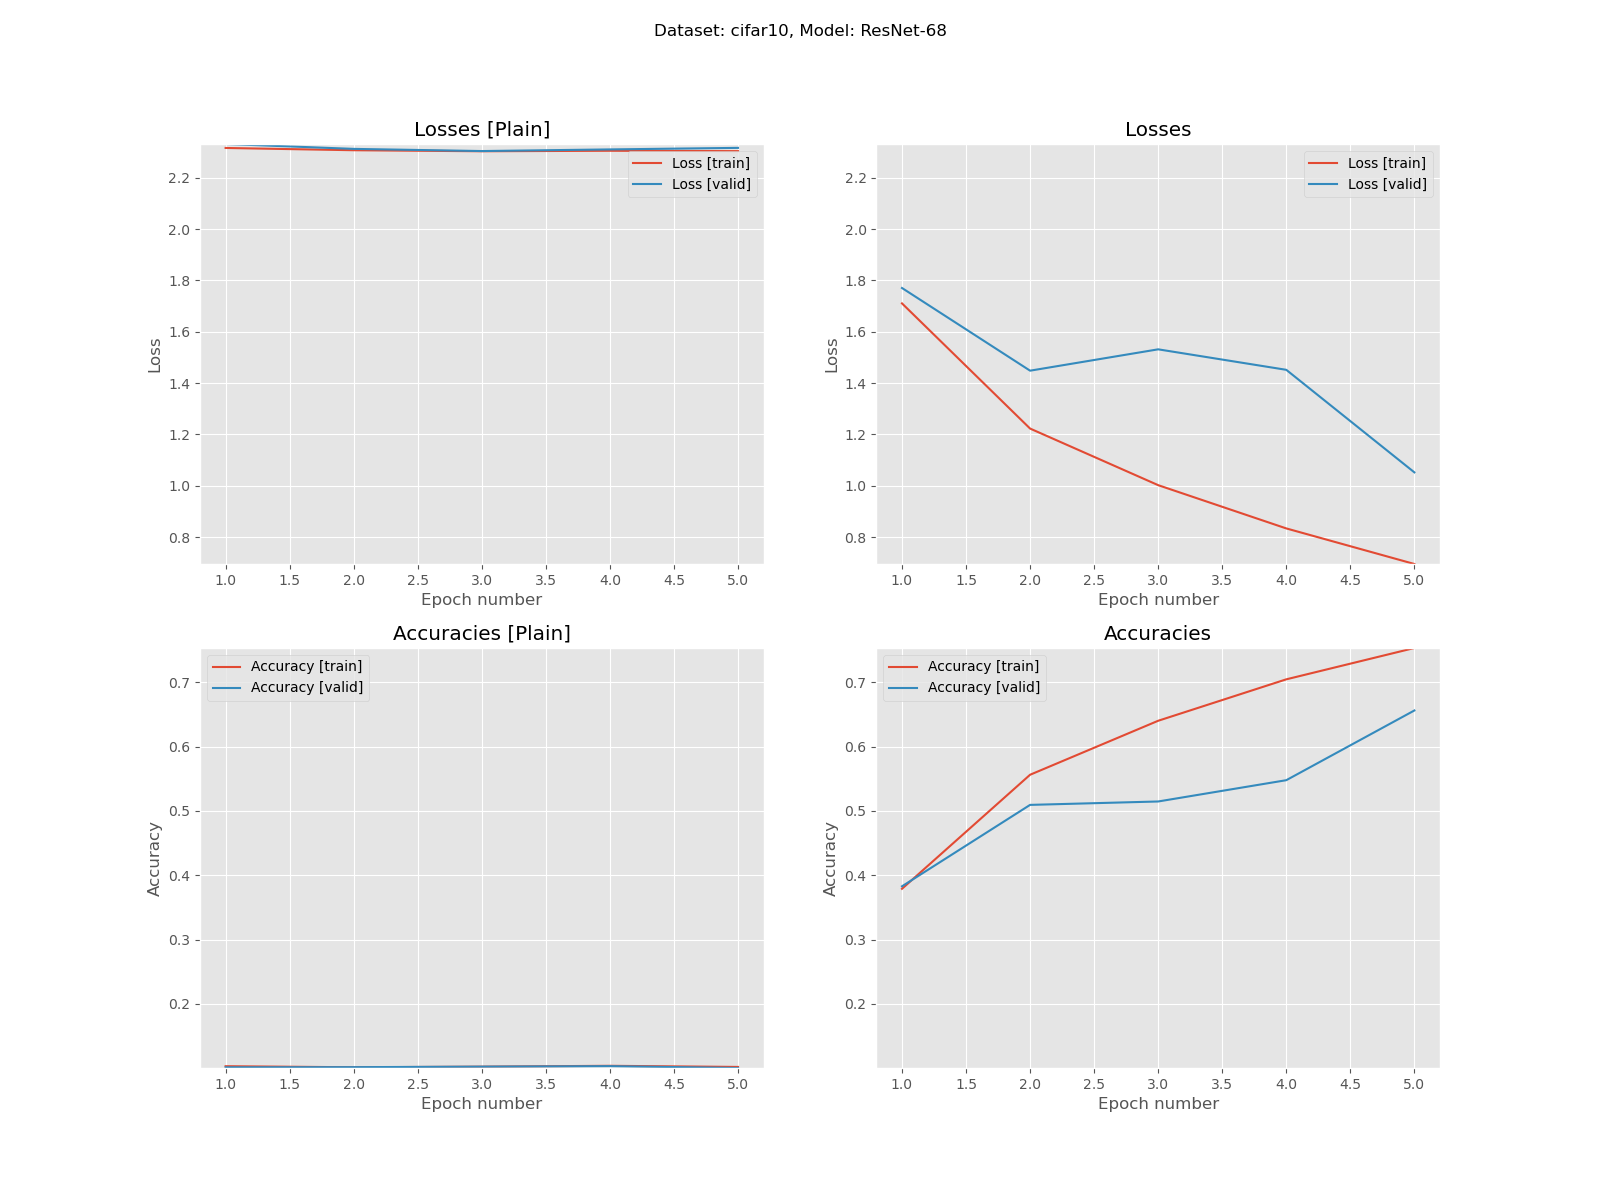 Dataset: cifar10, Model: ResNet-68
Losses [Plain]
Loss [train]
Loss [valid]
2.2
2.0
1.8
1.6
1.4
1.2
1.0
0.8
Loss
1.0 1.5 2.0 2.5 3.0 3.5 4.0 4.5 5.0
Epoch number
Losses
Loss [train]
Loss [valid]
2.2
2.0
1.8
1.6
1.4
1.2
1.0
0.8
Loss
1.0 1.5 2.0 2.5 3.0 3.5 4.0 4.5 5.0
Epoch number
Accuracies [Plain]
Accuracy [train]
Accuracy [valid]
0.7
0.6
0.5
0.4
0.3
0.2
Accuracy
1.0 1.5 2.0 2.5 3.0 3.5 4.0 4.5 5.0
Epoch number
Accuracies
Accuracy [train]
Accuracy [valid]
0.7
0.6
0.5
0.4
0.3
0.2
Accuracy
1.0 1.5 2.0 2.5 3.0 3.5 4.0 4.5 5.0
Epoch number